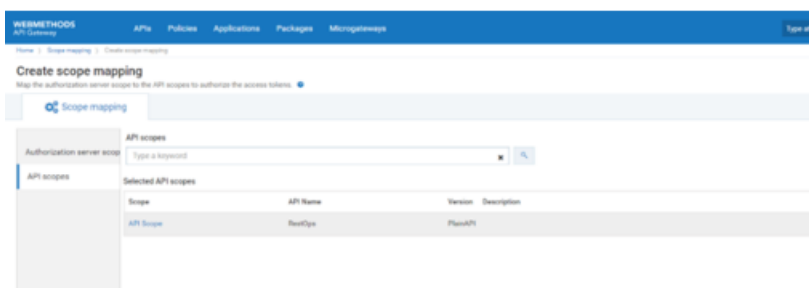 WEBMETHODS
API Gateway
APIs Policies Applications Packages Microgateways
Type a
Home | Scope mapping | Create scope mapping
Create scope mapping
Map the authorization server scope to the API scopes to authorize the access tokens.
Scope mapping
Authorization server scop
API scopes
API scopes
Type a keyword
Selected API scopes
Scope API Name Version Description
API Scope RestOps PlainAPI